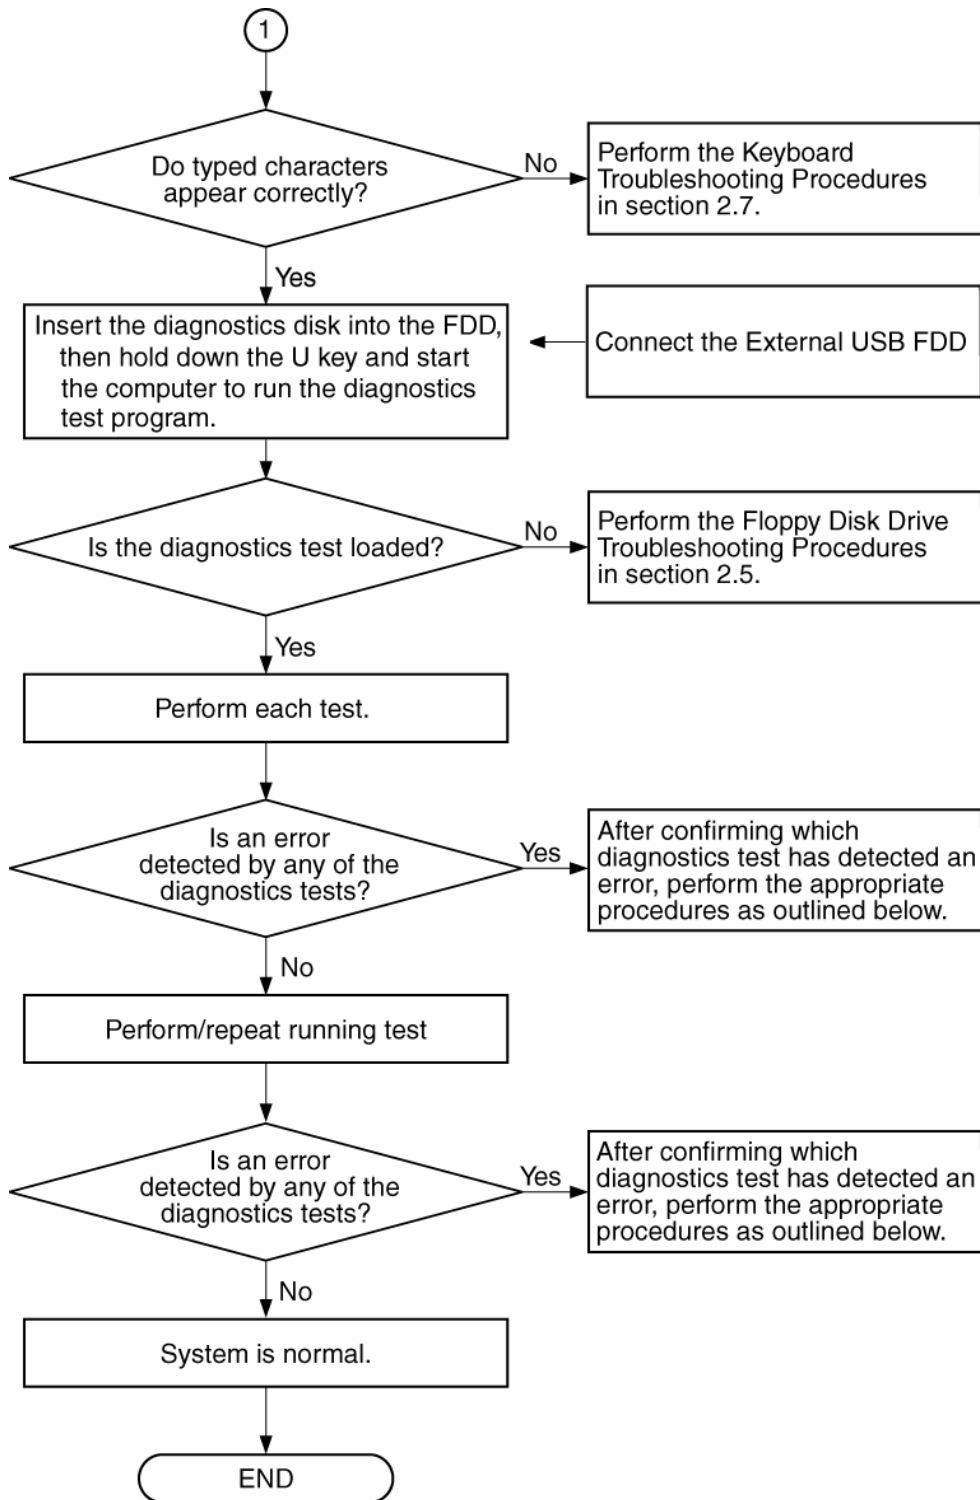 1
Do typed characters
appear correctly?
No
Perform the Keyboard
Troubleshooting Procedures
in section 2.7.
Yes
Insert the diagnostics disk into the FDD,
then hold down the U key and start
the computer to run the diagnostics
test program.
Connect the External USB FDD
Is the diagnostics test loaded?
No
Perform the Floppy Disk Drive
Troubleshooting Procedures
in section 2.5.
Yes
Perform each test.
Is an error
detected by any of the
diagnostics tests?
Yes
After confirming which
diagnostics test has detected an
error, perform the appropriate
procedures as outlined below.
No
Perform/repeat running test
Is an error
detected by any of the
diagnostics tests?
Yes
After confirming which
diagnostics test has detected an
error, perform the appropriate
procedures as outlined below.
No
System is normal.
END